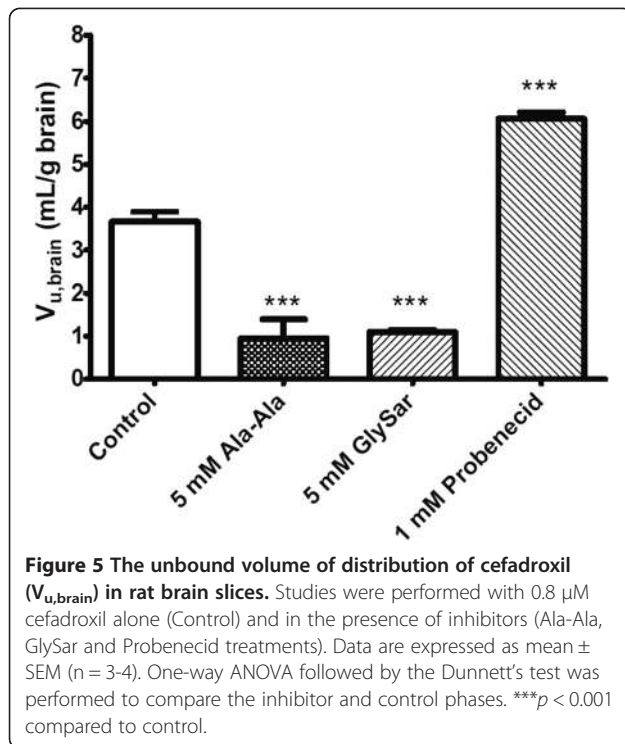 8
7
6
5
4
3
2
1
0
V_u,brain (mL/g brain)
***
***
***
Control
5 mM Ala-Ala
5 mM GlySar
1 mM Probenecid
Figure 5 The unbound volume of distribution of cefadroxil
(V_u,brain) in rat brain slices. Studies were performed with 0.8 μM
cefadroxil alone (Control) and in the presence of inhibitors (Ala-Ala,
GlySar and Probenecid treatments). Data are expressed as mean ±
SEM (n = 3-4). One-way ANOVA followed by the Dunnett's test was
performed to compare the inhibitor and control phases. ***p < 0.001
compared to control.